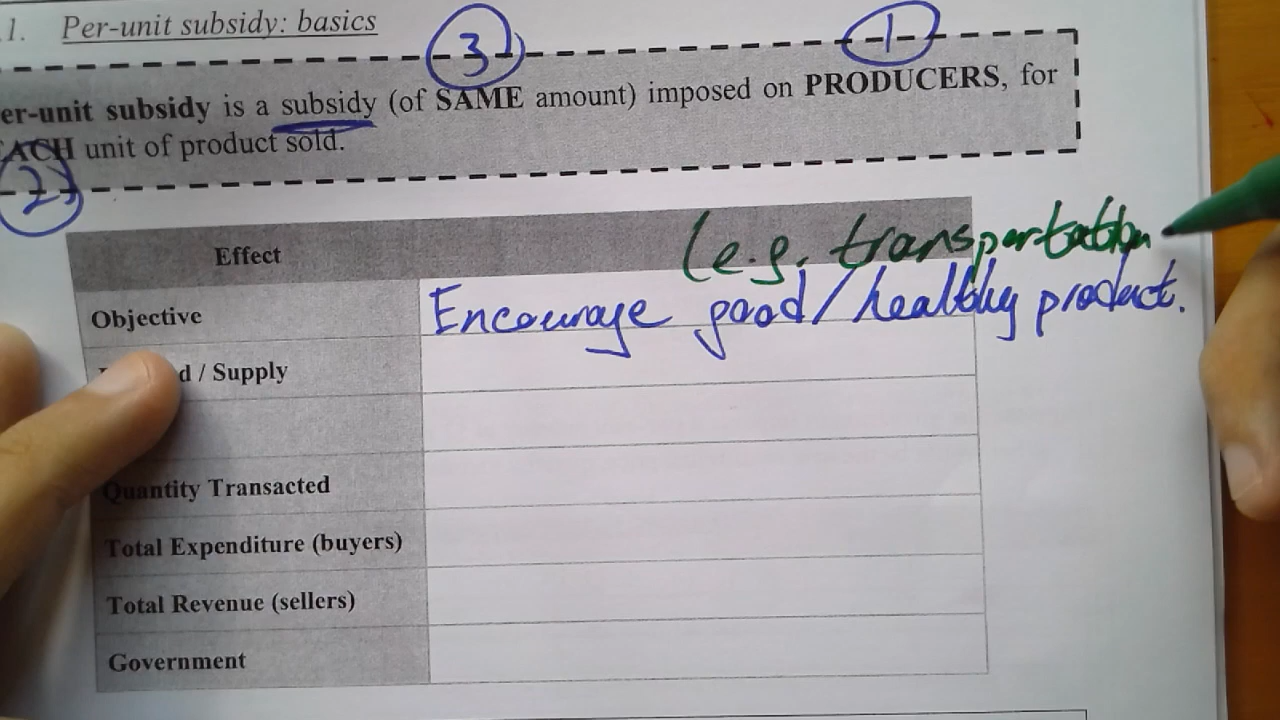 1. Per-unit subsidy: basics
3 1
er-unit subsidy is a subsidy (of SAME amount) imposed on PRODUCERS, for
ACH unit of product sold.
2
Effect (e.g. transportation
Objective Encourage good/healthy product.
d / Supply
Quantity Transacted
Total Expenditure (buyers)
Total Revenue (sellers)
Government